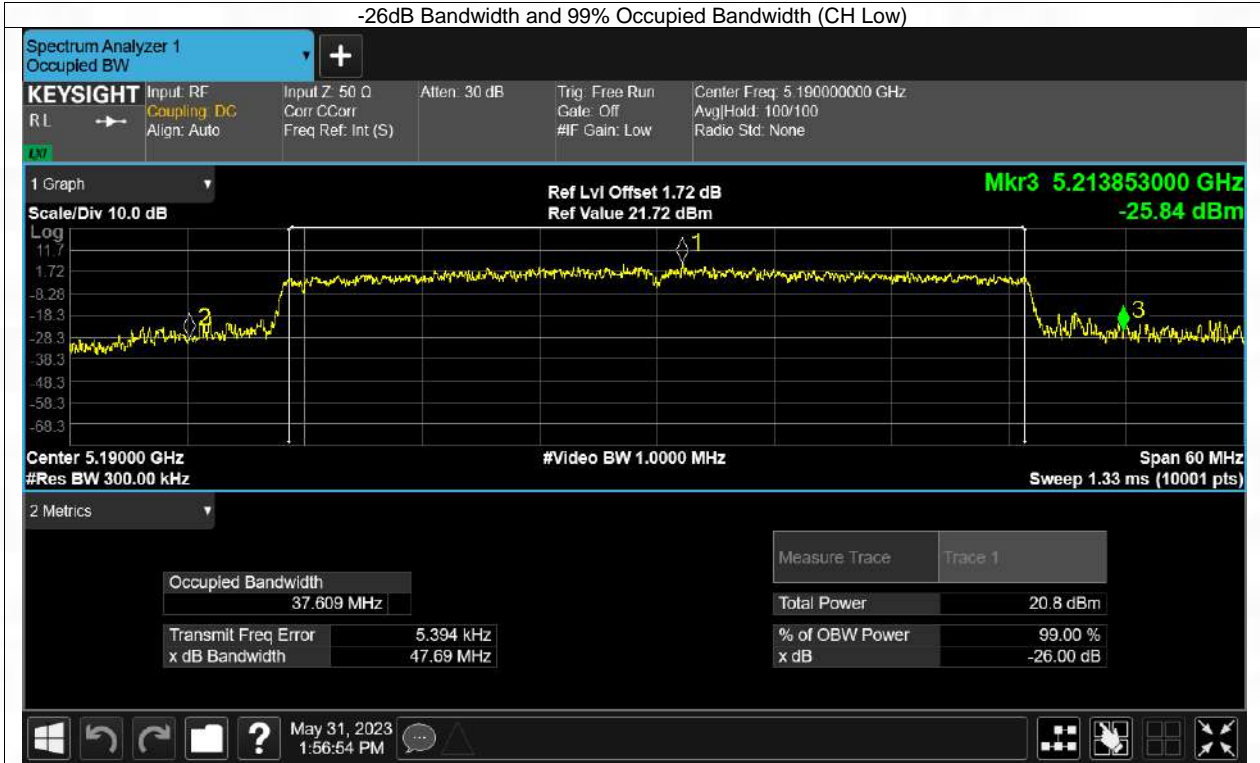 -26dB Bandwidth and 99% Occupied Bandwidth (CH Low)
Spectrum Analyzer 1
Occupied BW
+
KEYSIGHT Input: RF Input Z: 50 Ω Atten: 30 dB Trig: Free Run Center Freq: 5.190000000 GHz
RL Coupling: DC Corr CCorr Gate: Off Avg|Hold: 100/100
Align: Auto Freq Ref: Int (S) #IF Gain: Low Radio Std: None
LXI
1 Graph Ref Lvl Offset 1.72 dB Mkr3 5.213853000 GHz
Scale/Div 10.0 dB Ref Value 21.72 dBm -25.84 dBm
Log
11.7
1.72
-8.28
-18.3
-28.3
-38.3
-48.3
-58.3
-68.3
1
2
3
Center 5.19000 GHz #Video BW 1.0000 MHz Span 60 MHz
#Res BW 300.00 kHz Sweep 1.33 ms (10001 pts)
2 Metrics
Measure Trace Trace 1
Occupied Bandwidth
37.609 MHz Total Power 20.8 dBm
Transmit Freq Error 5.394 kHz % of OBW Power 99.00 %
x dB Bandwidth 47.69 MHz x dB -26.00 dB
? May 31, 2023
1:56:54 PM